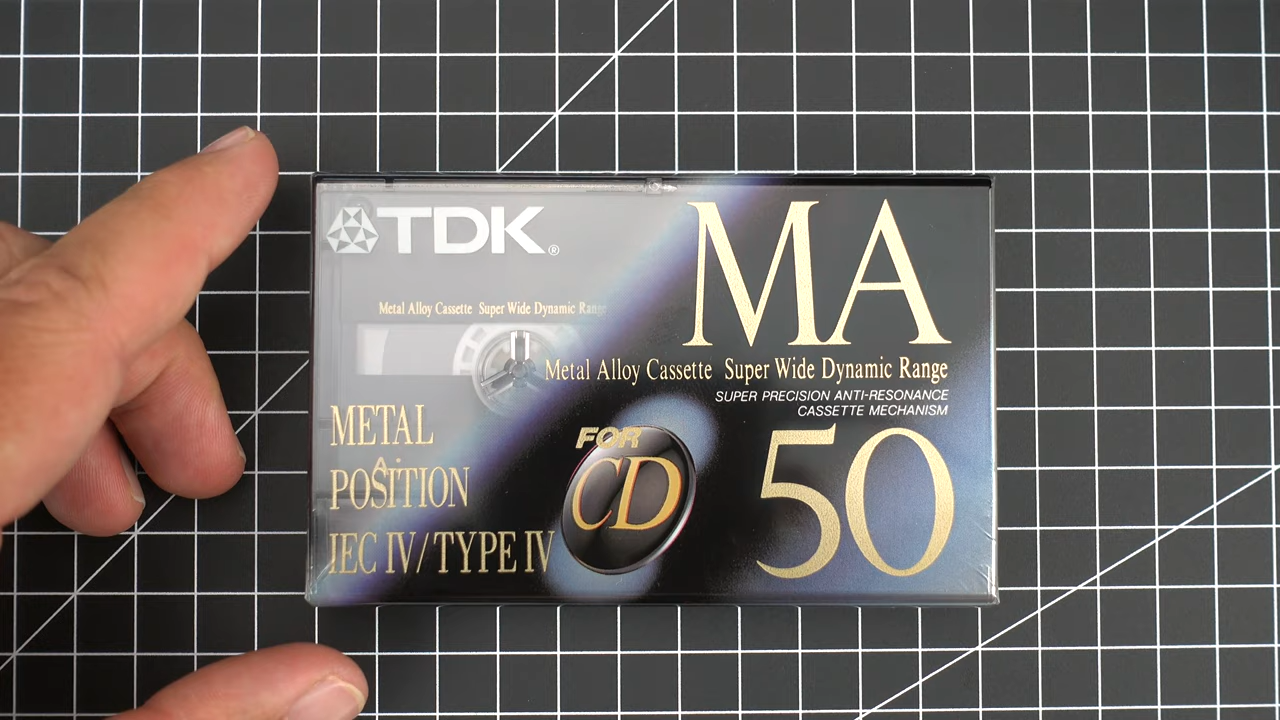 TDK®
MA
Metal Alloy Cassette Super Wide Dynamic Range
Metal Alloy Cassette Super Wide Dynamic Range
SUPER PRECISION ANTI-RESONANCE
CASSETTE MECHANISM
METAL
POSITION
IEC IV/TYPE IV
FOR
CD
50